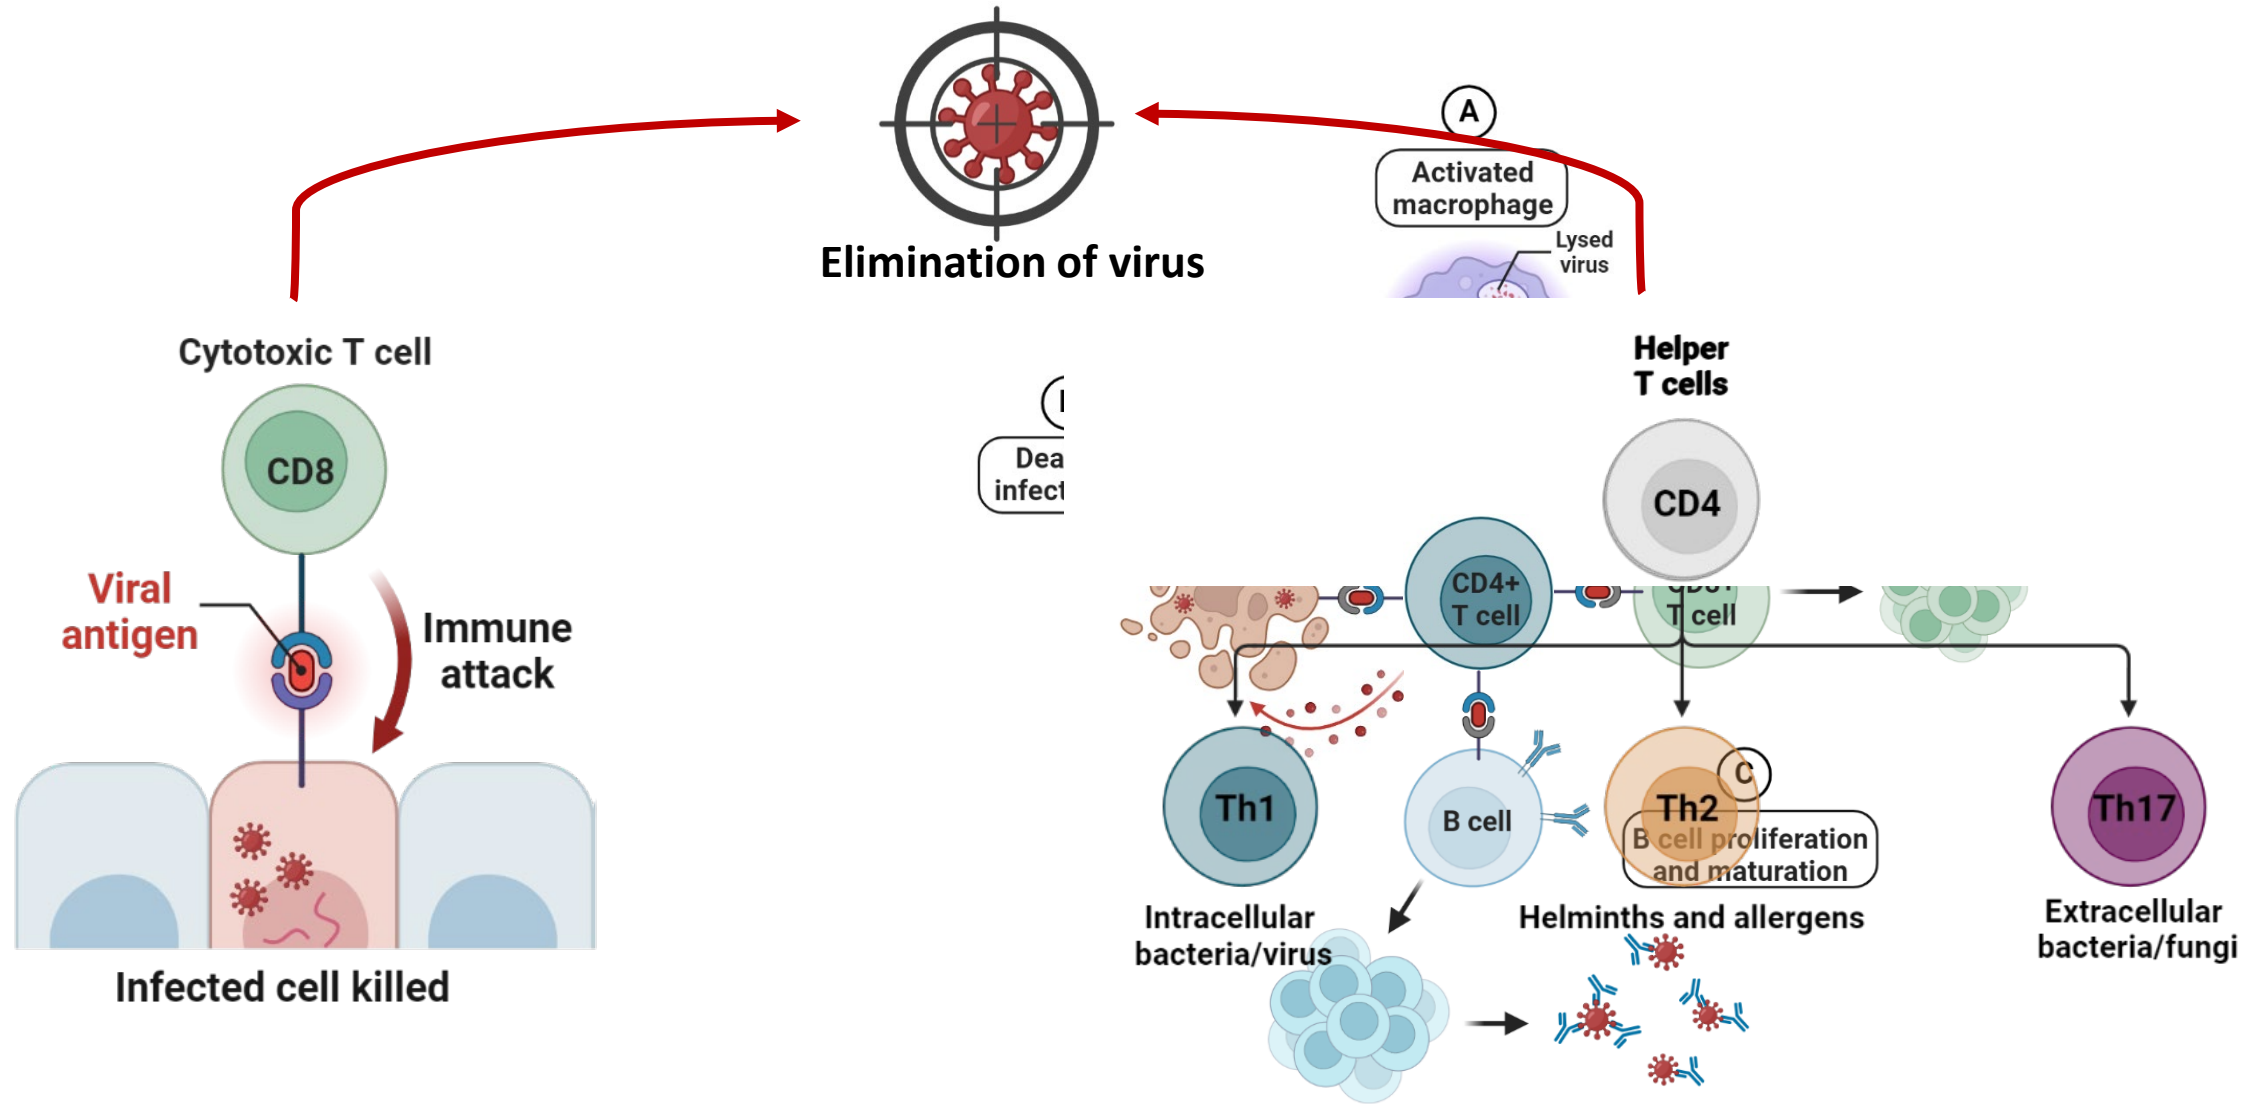 A
Activated
macrophage
Lysed
virus
Elimination of virus
Cytotoxic T cell
CD8
Viral
antigen
Immune
attack
Infected cell killed
Dea
infect
Helper
T cells
CD4
CD4+
T cell
T cell
Th1
B cell
Th2
C
B cell proliferation
and maturation
Th17
Intracellular
bacteria/virus
Helminths and allergens
Extracellular
bacteria/fungi